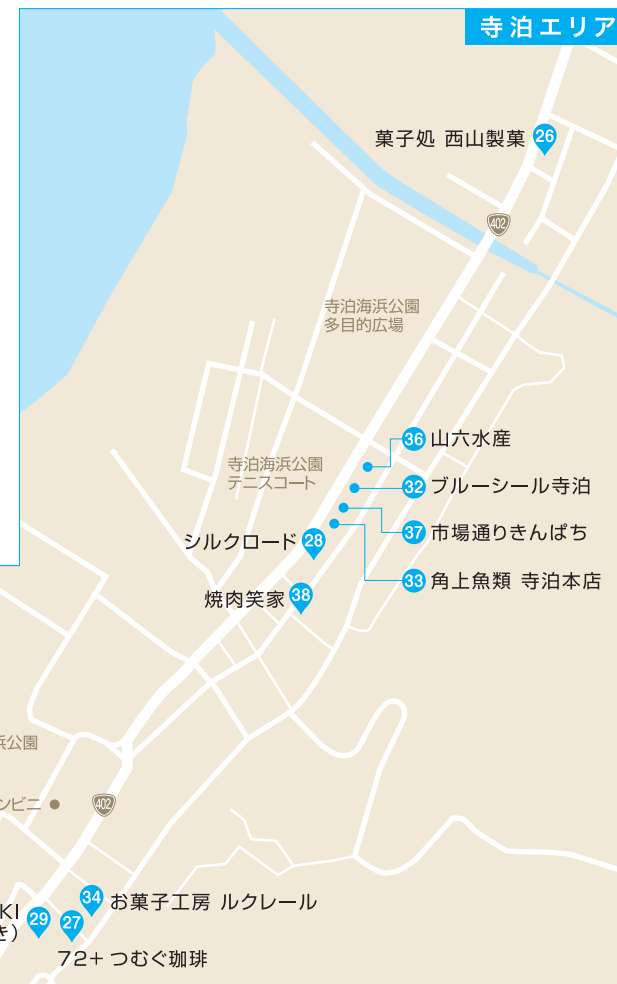 寺泊エリア
菓子処 西山製菓 26
402
寺泊海浜公園
多目的広場
36 山六水産
寺泊海浜公園
テニスコート
32 ブルーシール寺泊
37 市場通りきんぱち
シルクロード 28
33 角上魚類 寺泊本店
焼肉笑家 38
浜公園
ンビニ
402
34 お菓子工房 ルクレール
KI
き)
29
27
72+ つむぐ珈琲